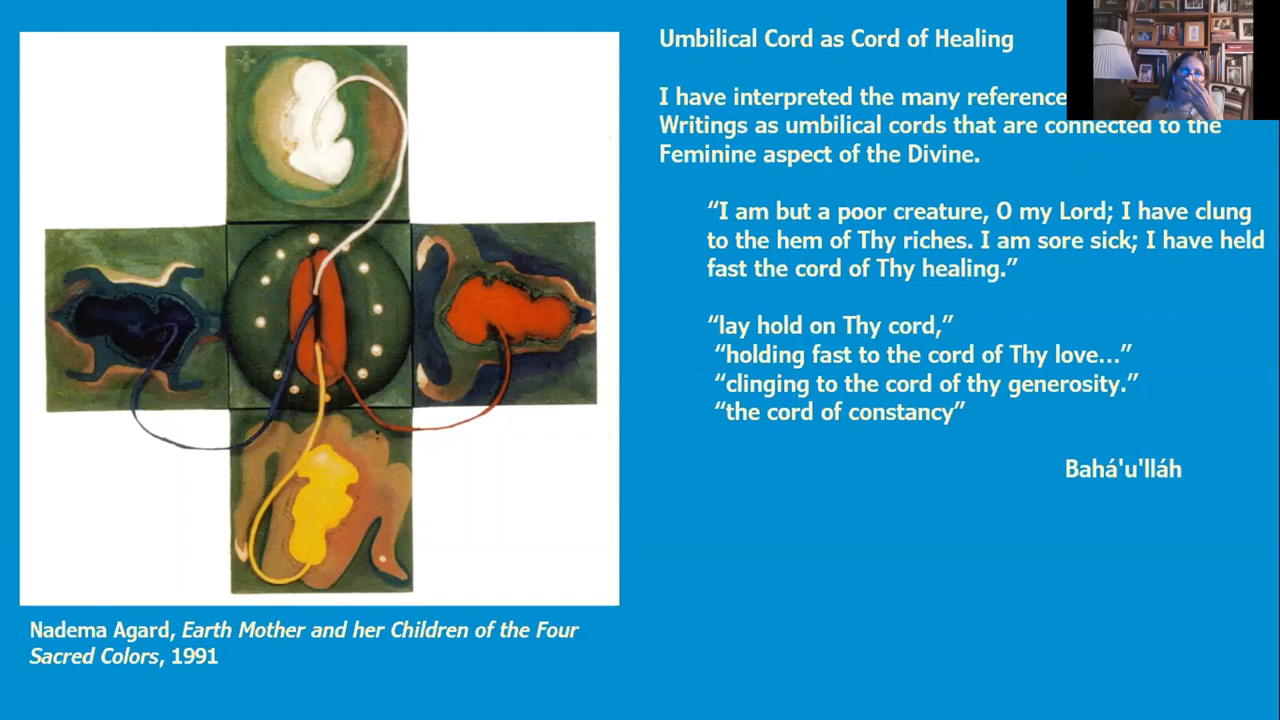 Umbilical Cord as Cord of Healing
I have interpreted the many reference
Writings as umbilical cords that are connected to the
Feminine aspect of the Divine.
“I am but a poor creature, O my Lord; I have clung
to the hem of Thy riches. I am sore sick; I have held
fast the cord of Thy healing.”
“lay hold on Thy cord,”
“holding fast to the cord of Thy love…”
“clinging to the cord of thy generosity.”
“the cord of constancy”
Bahá'u'lláh
Nadema Agard, Earth Mother and her Children of the Four
Sacred Colors, 1991